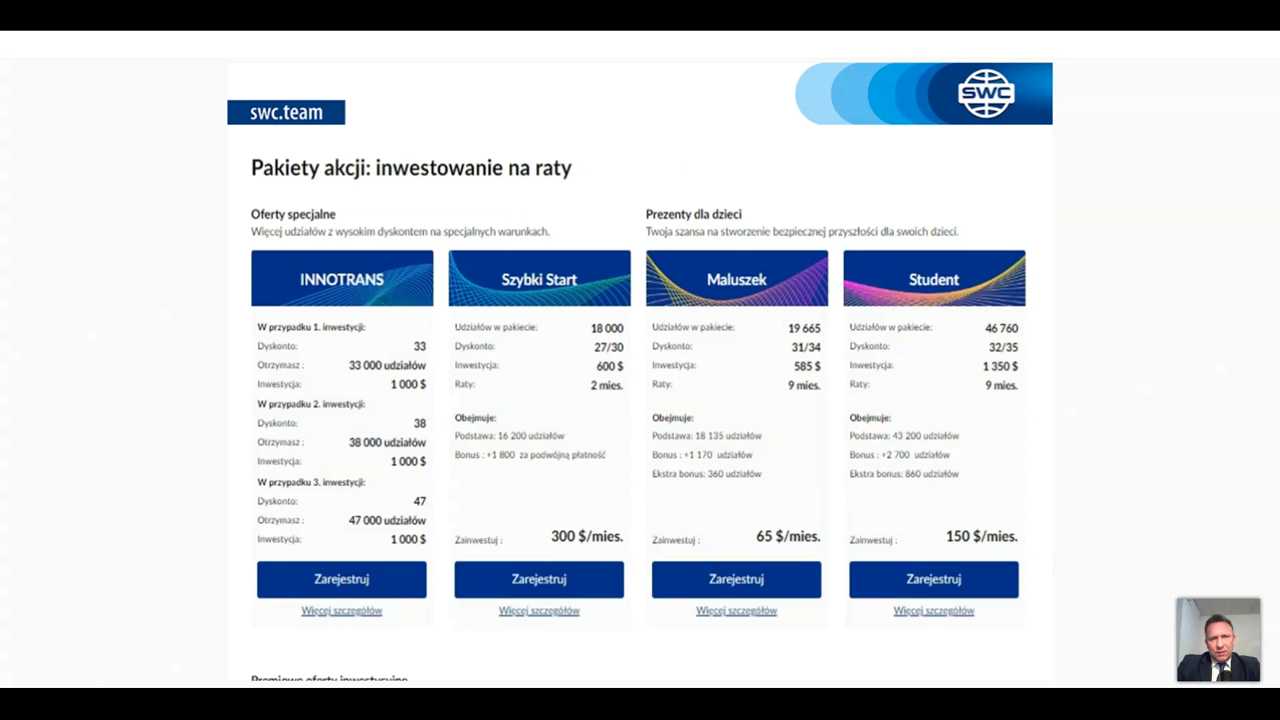 swc.team
SWC
Pakiety akcji: inwestowanie na raty
Oferty specjalne
Więcej udziałów z wysokim dyskontem na specjalnych warunkach.
Prezenty dla dzieci
Twoja szansa na stworzenie bezpiecznej przyszłości dla swoich dzieci.
INNOTRANS
W przypadku 1. inwestycji:
Dyskonto: 33
Otrzymasz : 33 000 udziałów
Inwestycja: 1 000 $
W przypadku 2. inwestycji:
Dyskonto: 38
Otrzymasz : 38 000 udziałów
Inwestycja: 1 000 $
W przypadku 3. inwestycji:
Dyskonto: 47
Otrzymasz : 47 000 udziałów
Inwestycja: 1 000 $
Zarejestruj
Więcej szczegółów
Szybki Start
Udziałów w pakiecie: 18 000
Dyskonto: 27/30
Inwestycja: 600 $
Raty: 2 mies.
Obejmuje:
Podstawa: 16 200 udziałów
Bonus : +1 800 za podwójną płatność
Zainwestuj : 300 $/mies.
Zarejestruj
Więcej szczegółów
Maluszek
Udziałów w pakiecie: 19 665
Dyskonto: 31/34
Inwestycja: 585 $
Raty: 9 mies.
Obejmuje:
Podstawa: 18 135 udziałów
Bonus : +1 170 udziałów
Ekstra bonus: 360 udziałów
Zainwestuj : 65 $/mies.
Zarejestruj
Więcej szczegółów
Student
Udziałów w pakiecie: 46 760
Dyskonto: 32/35
Inwestycja: 1 350 $
Raty: 9 mies.
Obejmuje:
Podstawa: 43 200 udziałów
Bonus : +2 700 udziałów
Ekstra bonus: 860 udziałów
Zainwestuj : 150 $/mies.
Zarejestruj
Więcej szczegółów
Premiowe oferty inwestycyjne